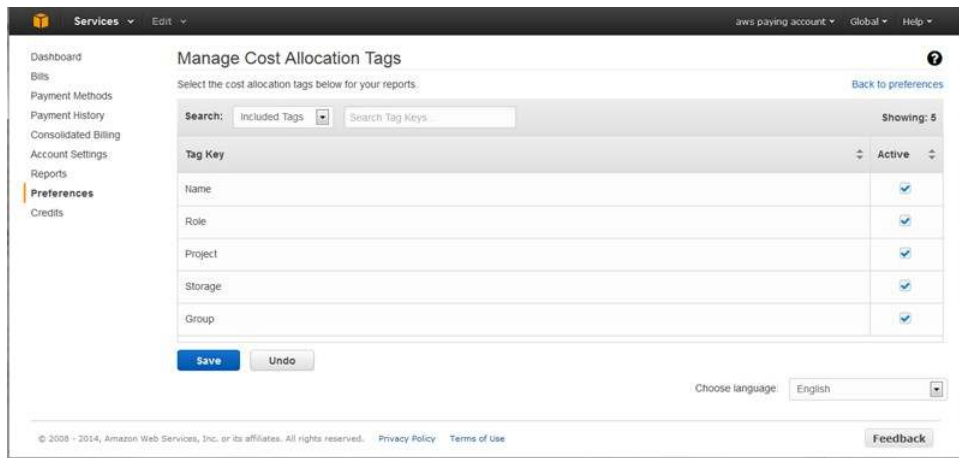 Services Edit aws paying account Global Help
Dashboard
Bills
Payment Methods
Payment History
Consolidated Billing
Account Settings
Reports
Preferences
Credits
Manage Cost Allocation Tags ?
Select the cost allocation tags below for your reports.
Back to preferences
Search: Included Tags Search Tag Keys... Showing: 5
Tag Key Active
Name
Role
Project
Storage
Group
Save Undo
Choose language: English
© 2008 - 2014, Amazon Web Services, Inc. or its affiliates. All rights reserved. Privacy Policy Terms of Use Feedback